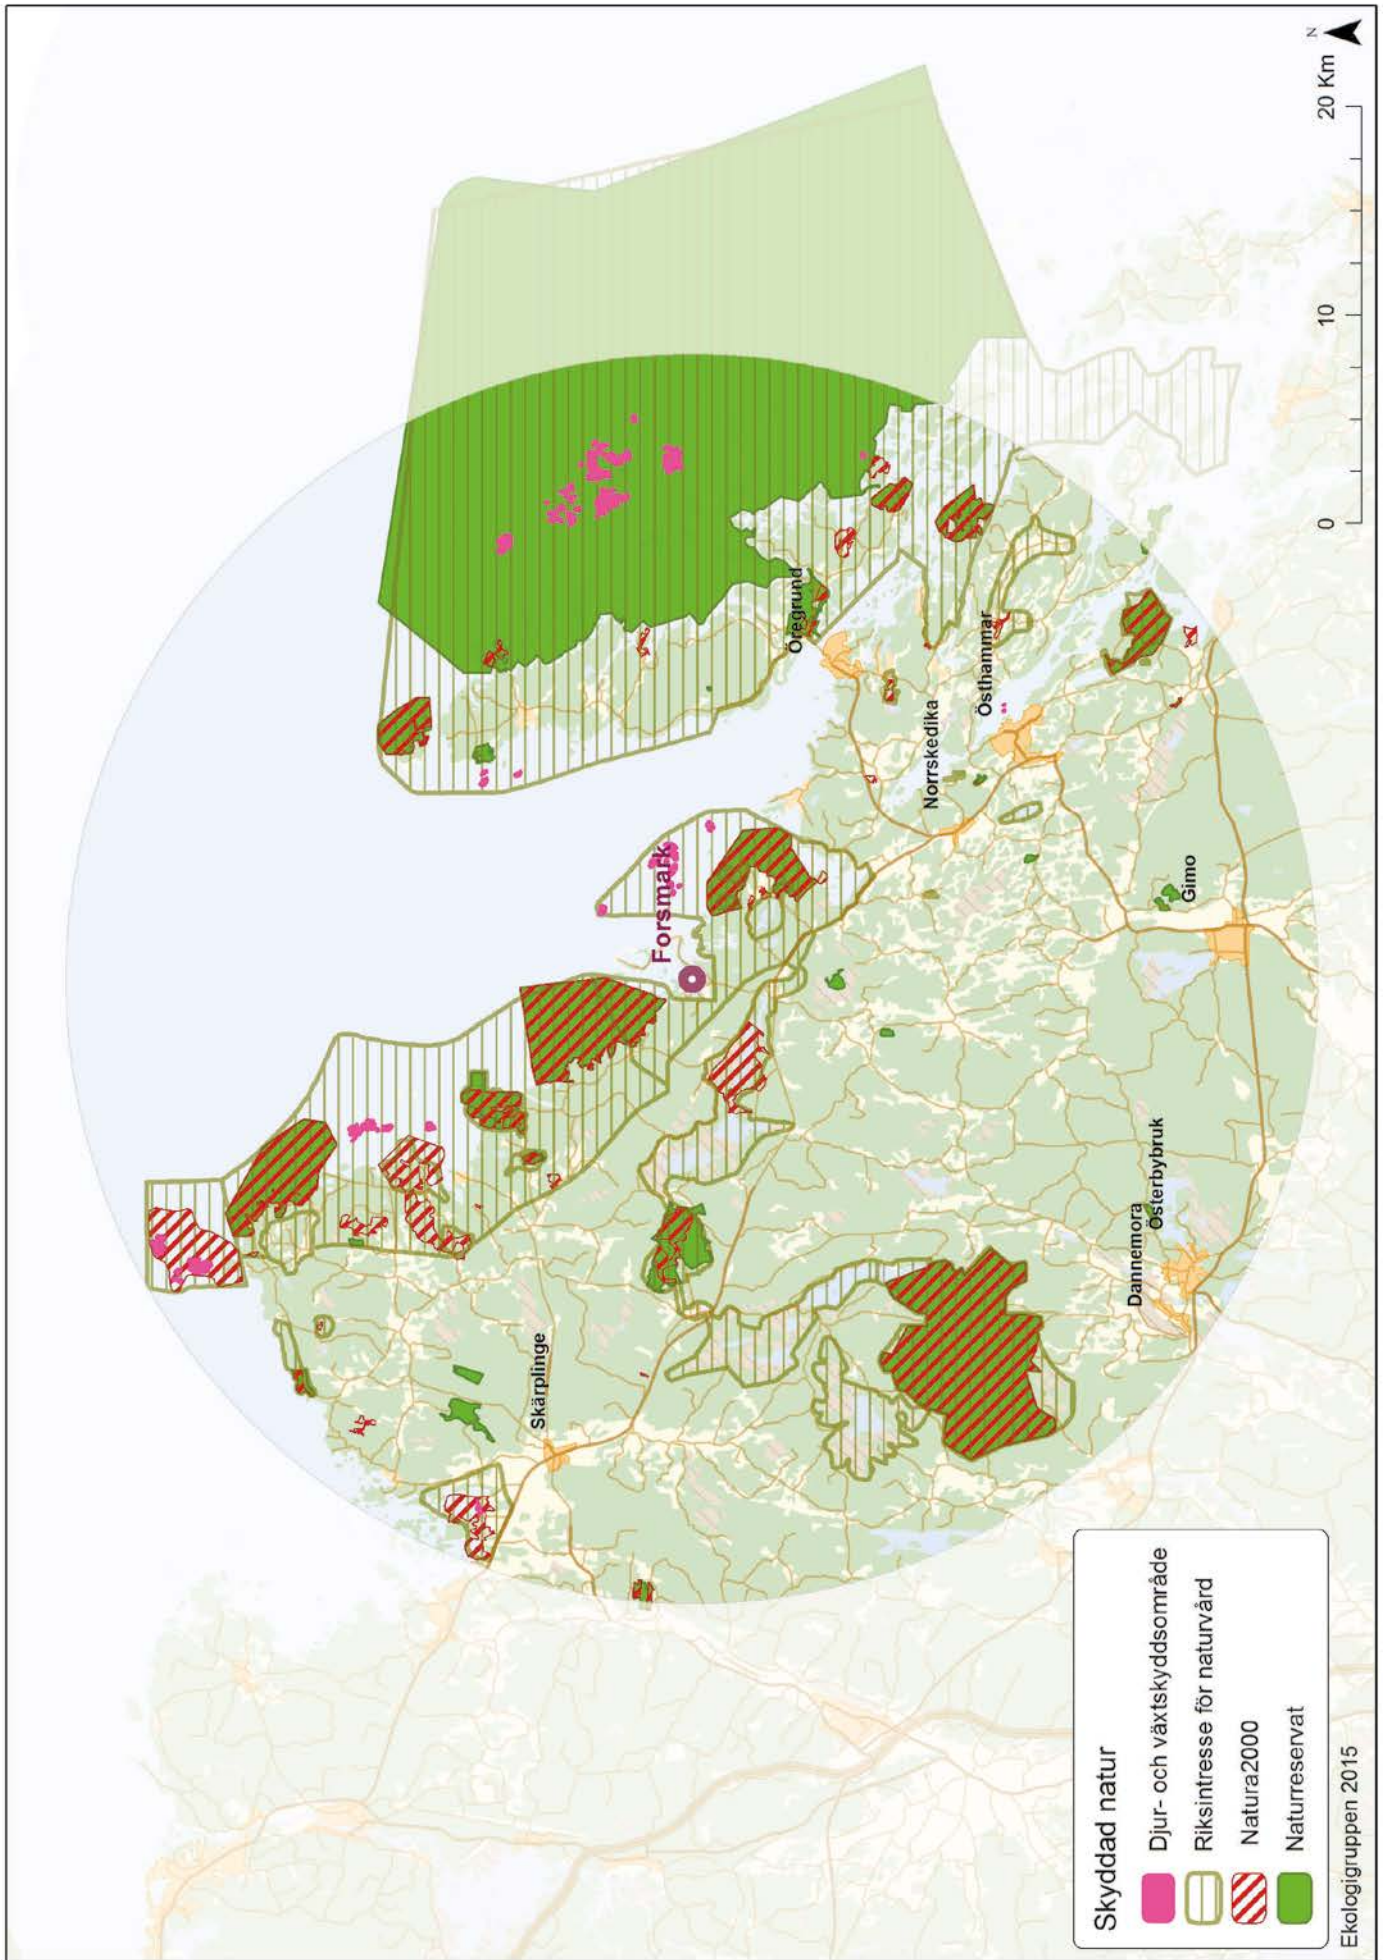 N
0 10 20 Km
Öregrund
Forsmark
Östhammar
Norrskedika
Gimo
Skärplinge
Österbybruk
Dannemora
Skyddad natur
Djur- och växtskyddsområde
Riksintresse för naturvård
Natura2000
Naturreservat
Ekologigruppen 2015